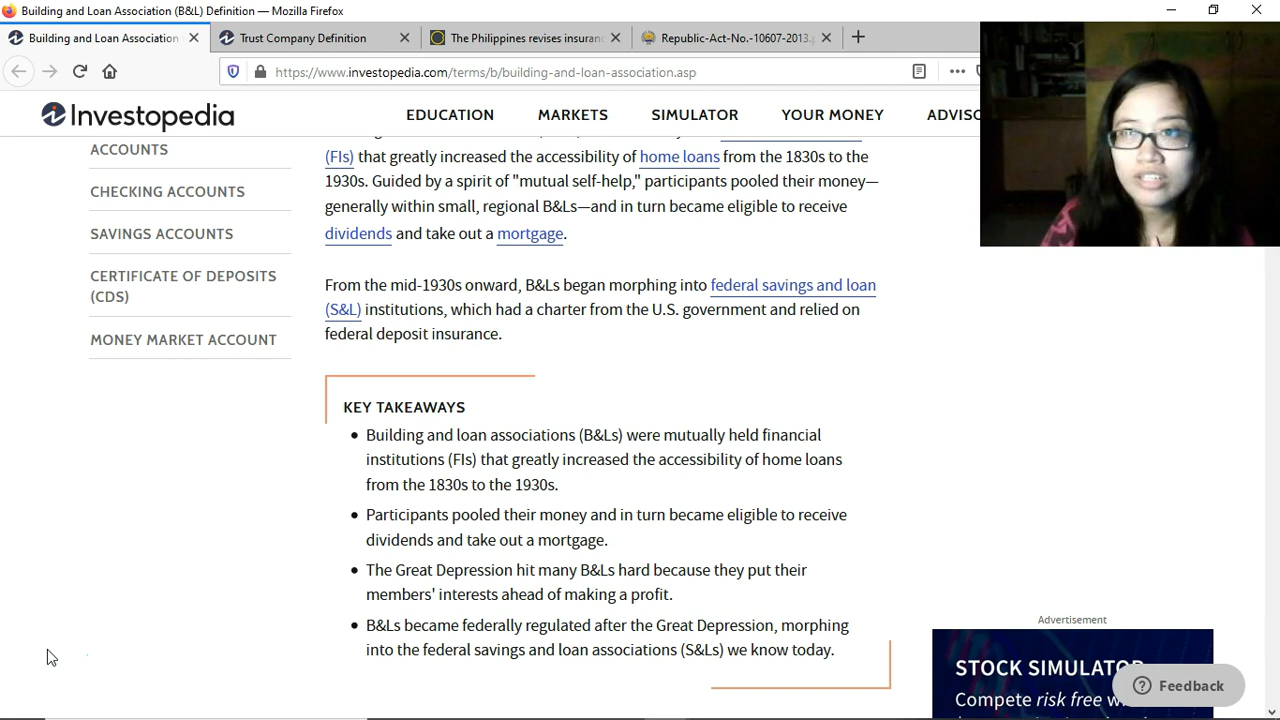 Building and Loan Association (B&L) Definition — Mozilla Firefox
Building and Loan Association
Trust Company Definition
The Philippines revises insuran
Republic-Act-No.-10607-2013.p
https://www.investopedia.com/terms/b/building-and-loan-association.asp
Investopedia
EDUCATION
MARKETS
SIMULATOR
YOUR MONEY
ADVISO
ACCOUNTS
CHECKING ACCOUNTS
SAVINGS ACCOUNTS
CERTIFICATE OF DEPOSITS
(CDS)
MONEY MARKET ACCOUNT
(FIs) that greatly increased the accessibility of home loans from the 1830s to the
1930s. Guided by a spirit of "mutual self-help," participants pooled their money—
generally within small, regional B&Ls—and in turn became eligible to receive
dividends and take out a mortgage.
From the mid-1930s onward, B&Ls began morphing into federal savings and loan
(S&L) institutions, which had a charter from the U.S. government and relied on
federal deposit insurance.
KEY TAKEAWAYS
• Building and loan associations (B&Ls) were mutually held financial
institutions (FIs) that greatly increased the accessibility of home loans
from the 1830s to the 1930s.
• Participants pooled their money and in turn became eligible to receive
dividends and take out a mortgage.
• The Great Depression hit many B&Ls hard because they put their
members' interests ahead of making a profit.
• B&Ls became federally regulated after the Great Depression, morphing
into the federal savings and loan associations (S&Ls) we know today.
Advertisement
STOCK SIMULATOR
Compete risk free
Feedback